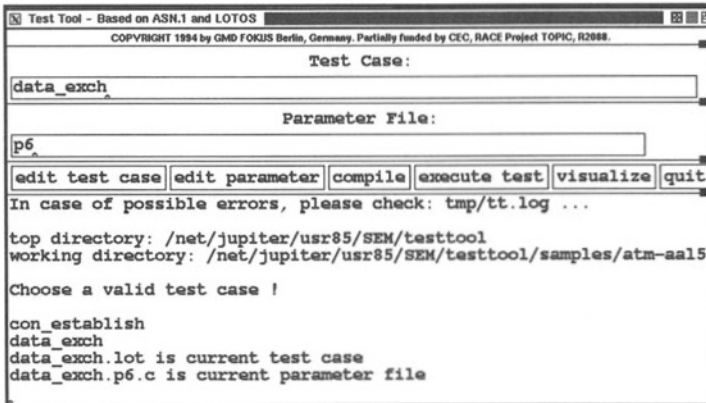 Test Tool - Based on ASN.1 and LOTOS
COPYRIGHT 1994 by GMD FOKUS Berlin, Germany. Partially funded by CEC, RACE Project TOPIC, R2088.
Test Case:
data_exch
Parameter File:
p6
edit test case edit parameter compile execute test visualize quit
In case of possible errors, please check: tmp/tt.log ...
top directory: /net/jupiter/usr85/SEM/testtool
working directory: /net/jupiter/usr85/SEM/testtool/samples/atm-aal5
Choose a valid test case !
con_establish
data_exch
data_exch.lot is current test case
data_exch.p6.c is current parameter file